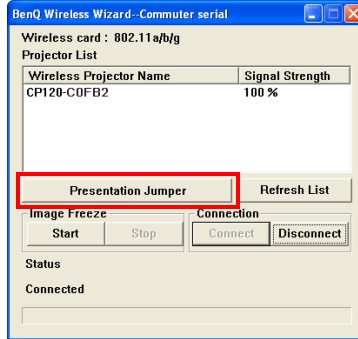 BenQ Wireless Wizard--Commuter serial
Wireless card : 802.11a/b/g
Projector List
Wireless Projector Name Signal Strength
CP120-C0FB2 100 %
Presentation Jumper Refresh List
Image Freeze Connection
Start Stop Connect Disconnect
Status
Connected